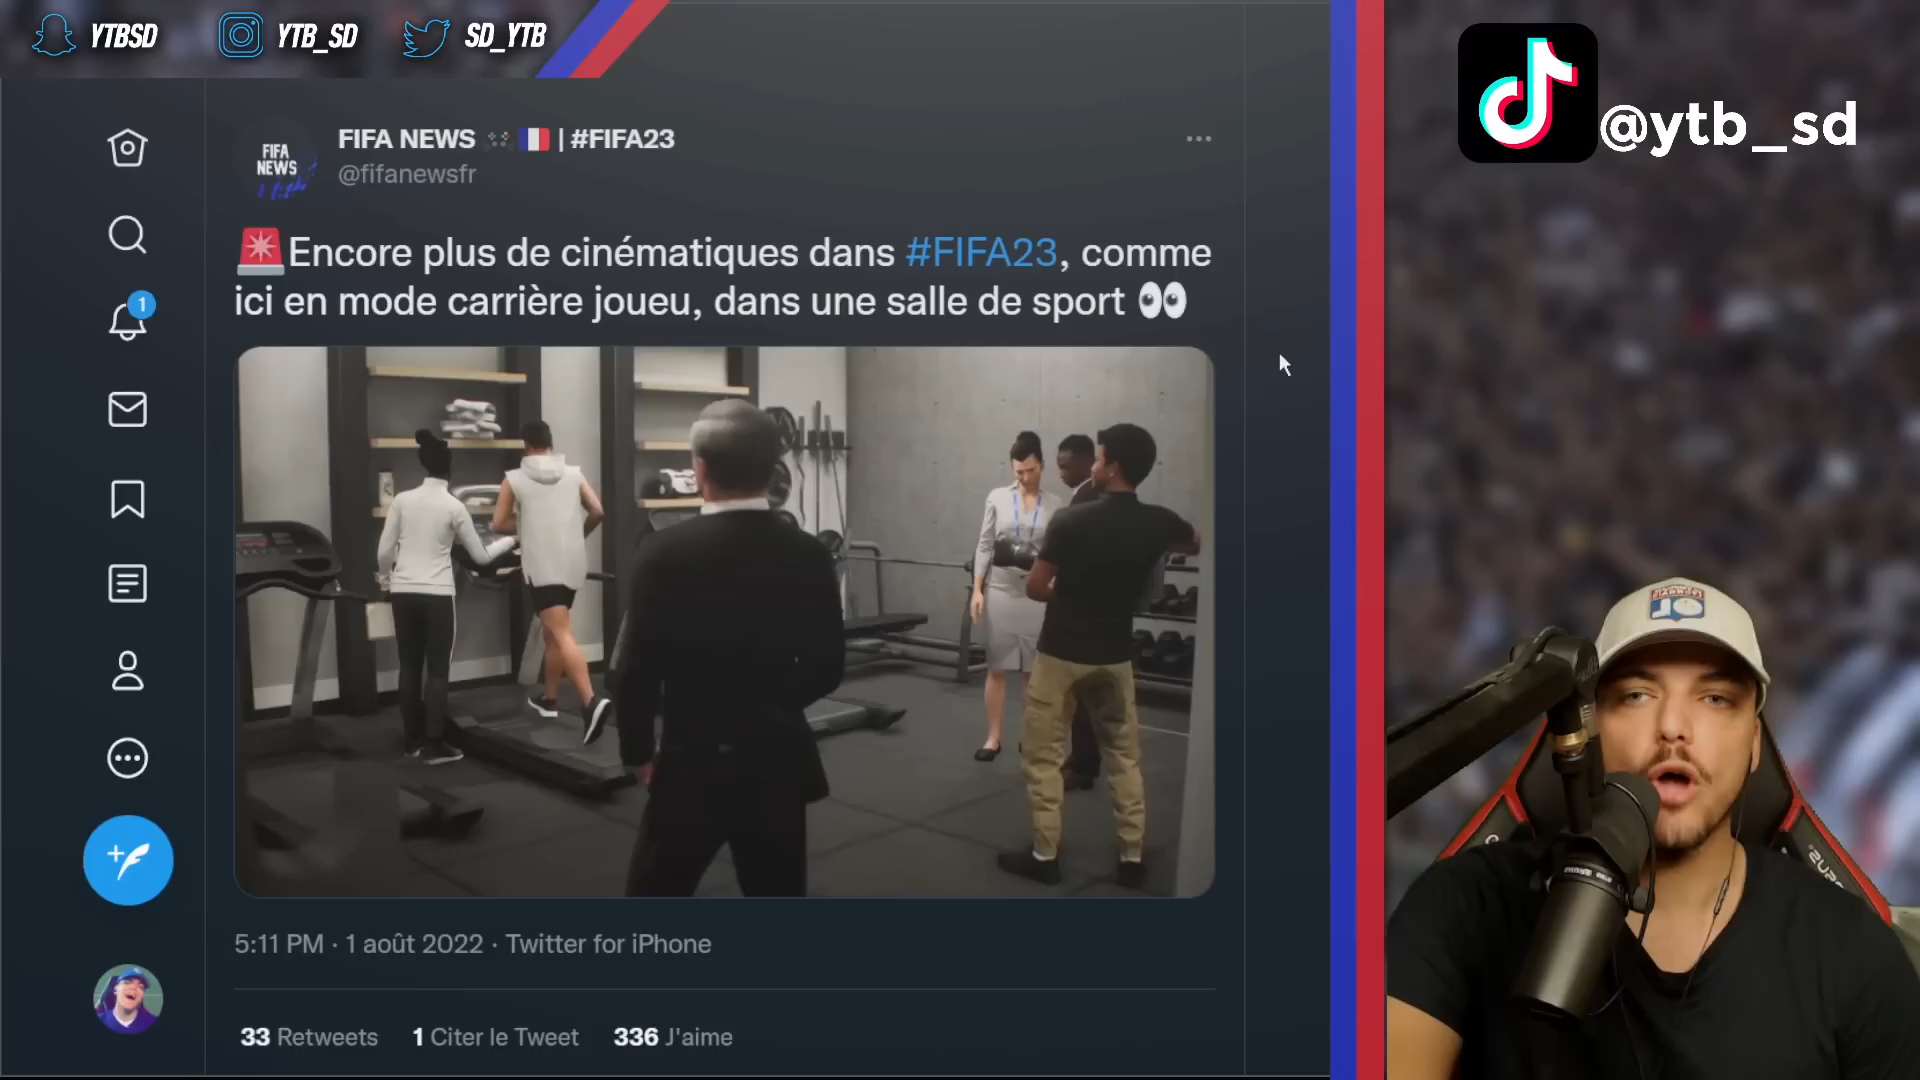 YTBSD
YTB_SD
SD_YTB
@ytb_sd
FIFA NEWS 🎮🇫🇷 | #FIFA23
@fifanewsfr
FIFA
NEWS
🚨Encore plus de cinématiques dans #FIFA23, comme
ici en mode carrière joueu, dans une salle de sport 👀
1
5:11 PM · 1 août 2022 · Twitter for iPhone
33 Retweets 1 Citer le Tweet 336 J'aime